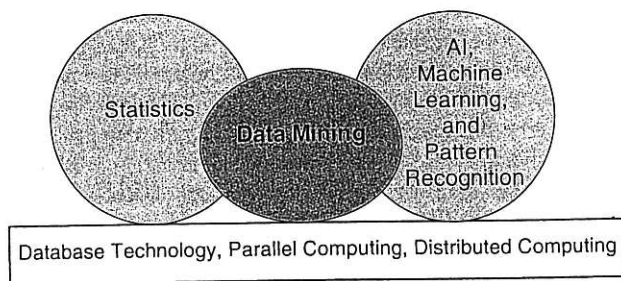 Statistics
Data Mining
AI,
Machine
Learning,
and
Pattern
Recognition
Database Technology, Parallel Computing, Distributed Computing